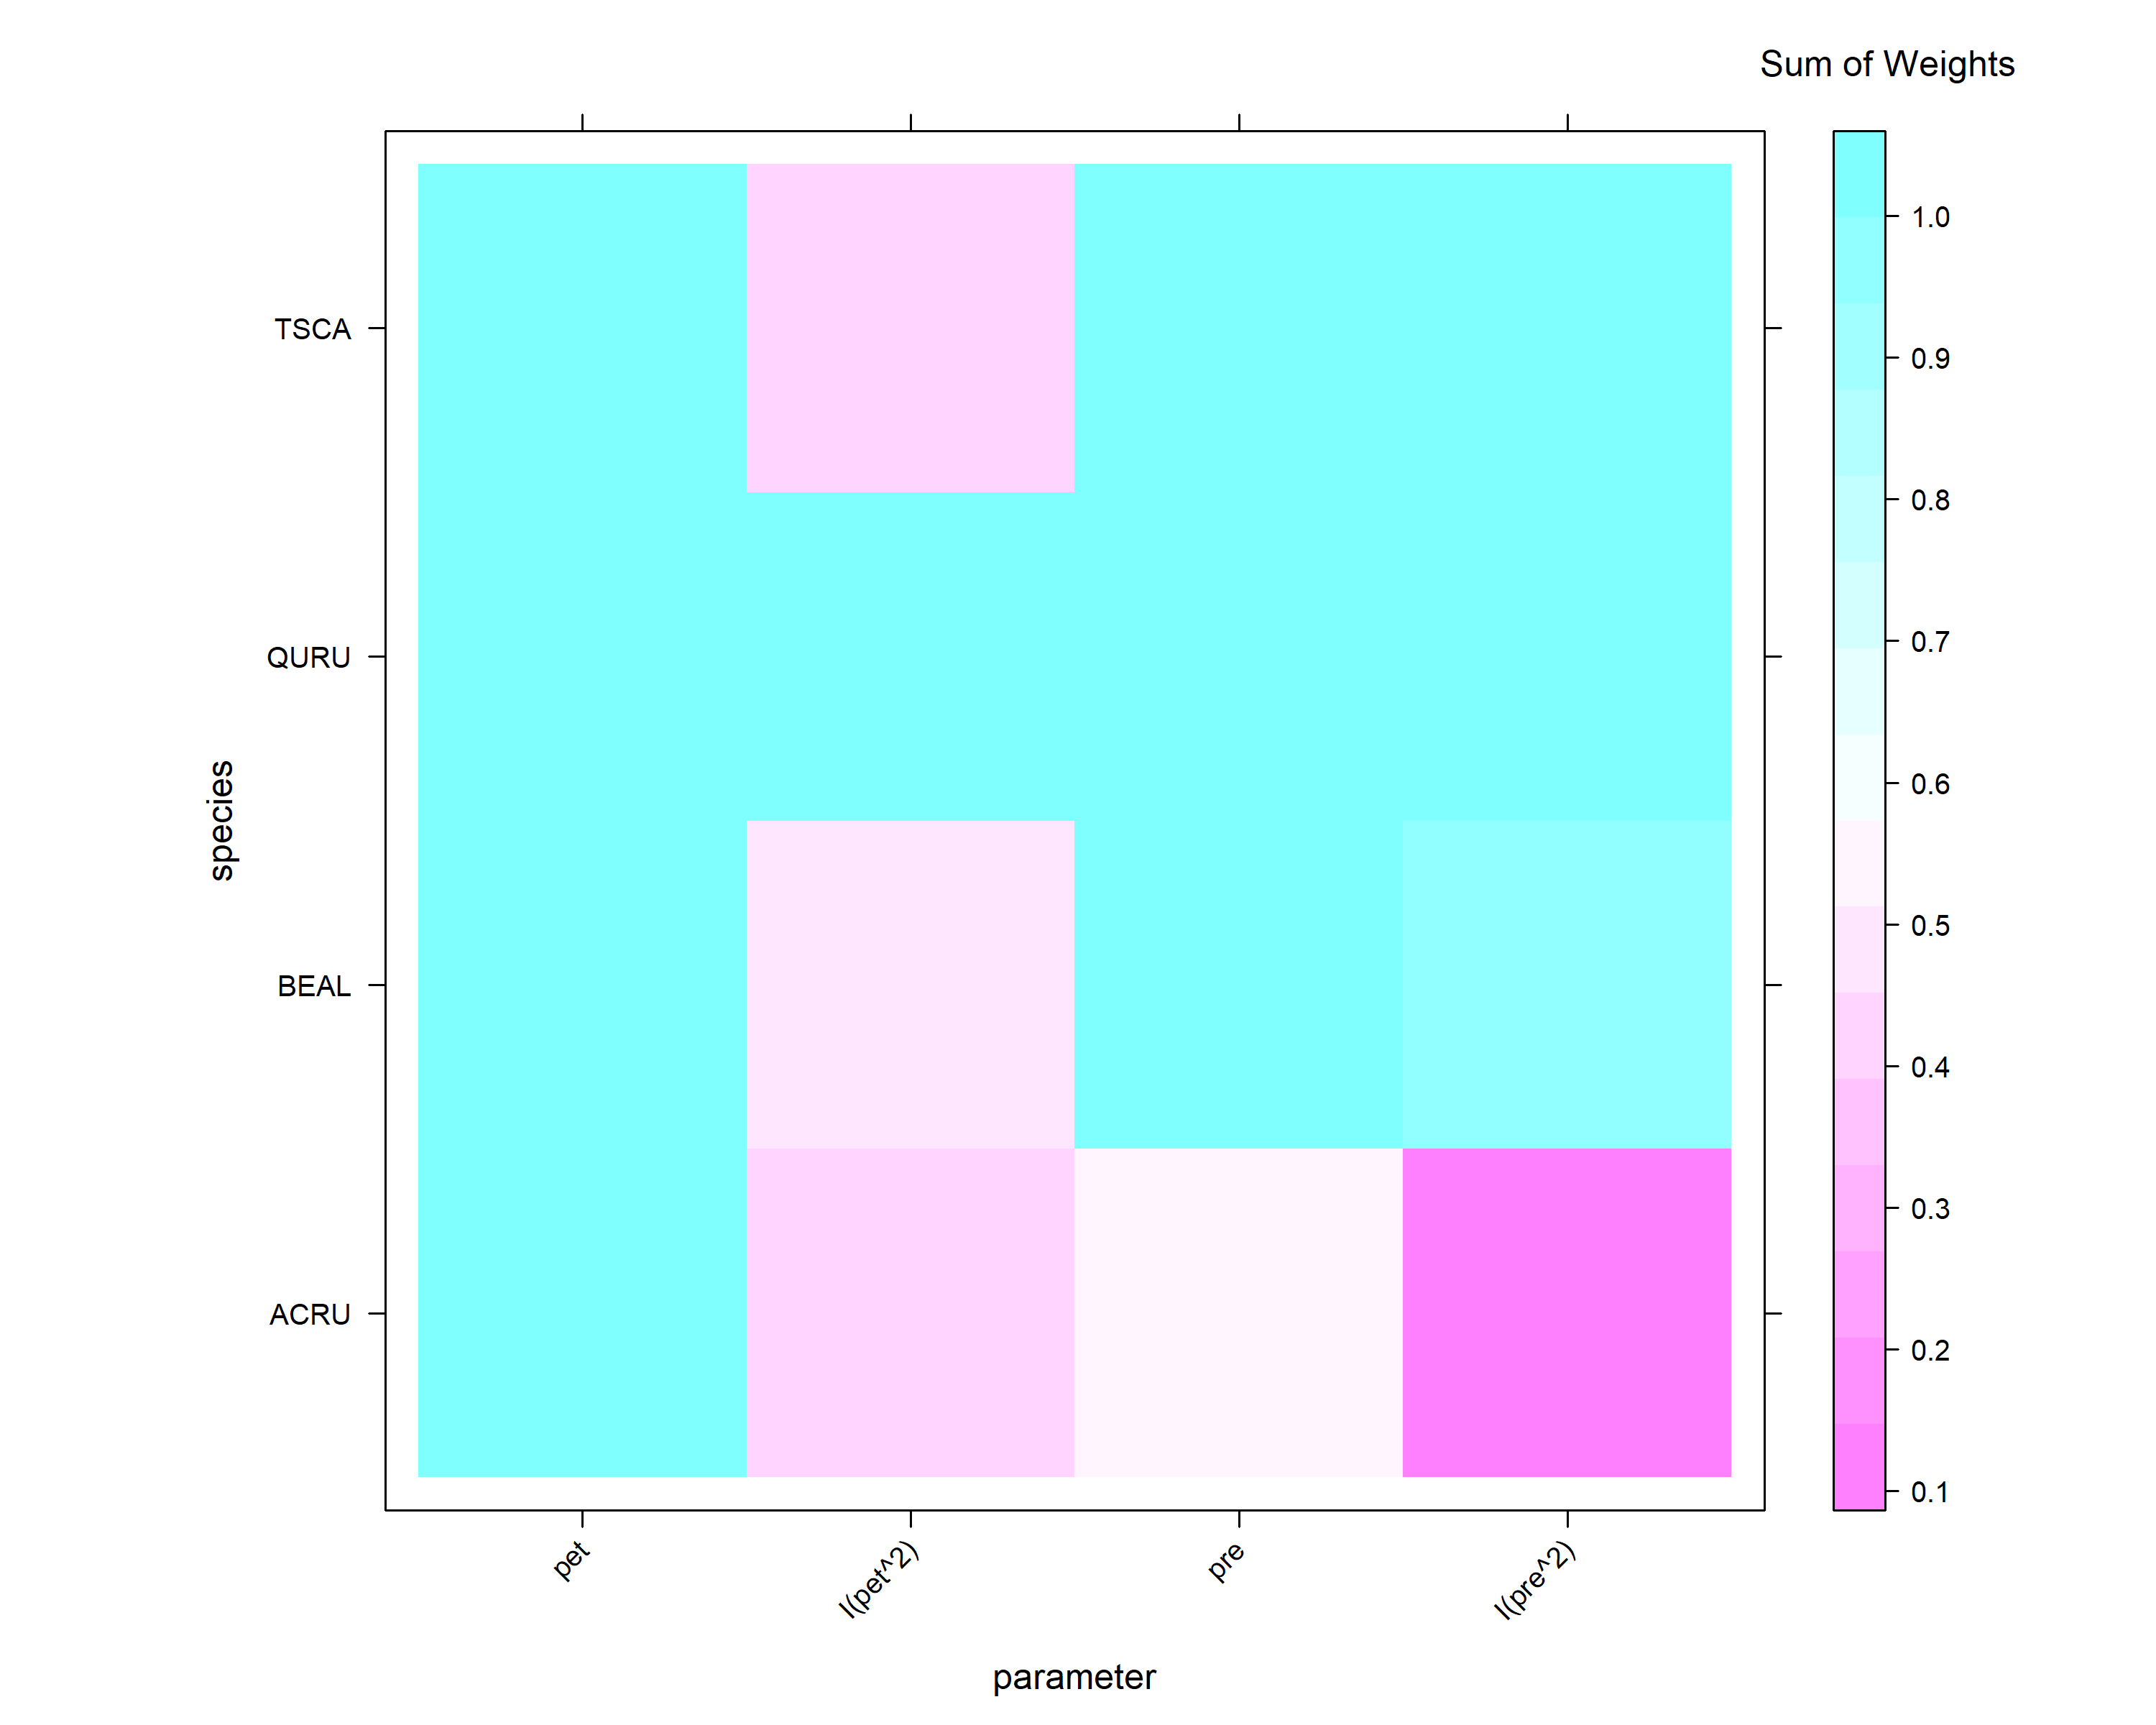 Sum of Weights
1.0
0.9
0.8
0.7
0.6
0.5
0.4
0.3
0.2
0.1
TSCA
QURU
BEAL
ACRU
species
pet
I(pet^2)
pre
I(pre^2)
parameter